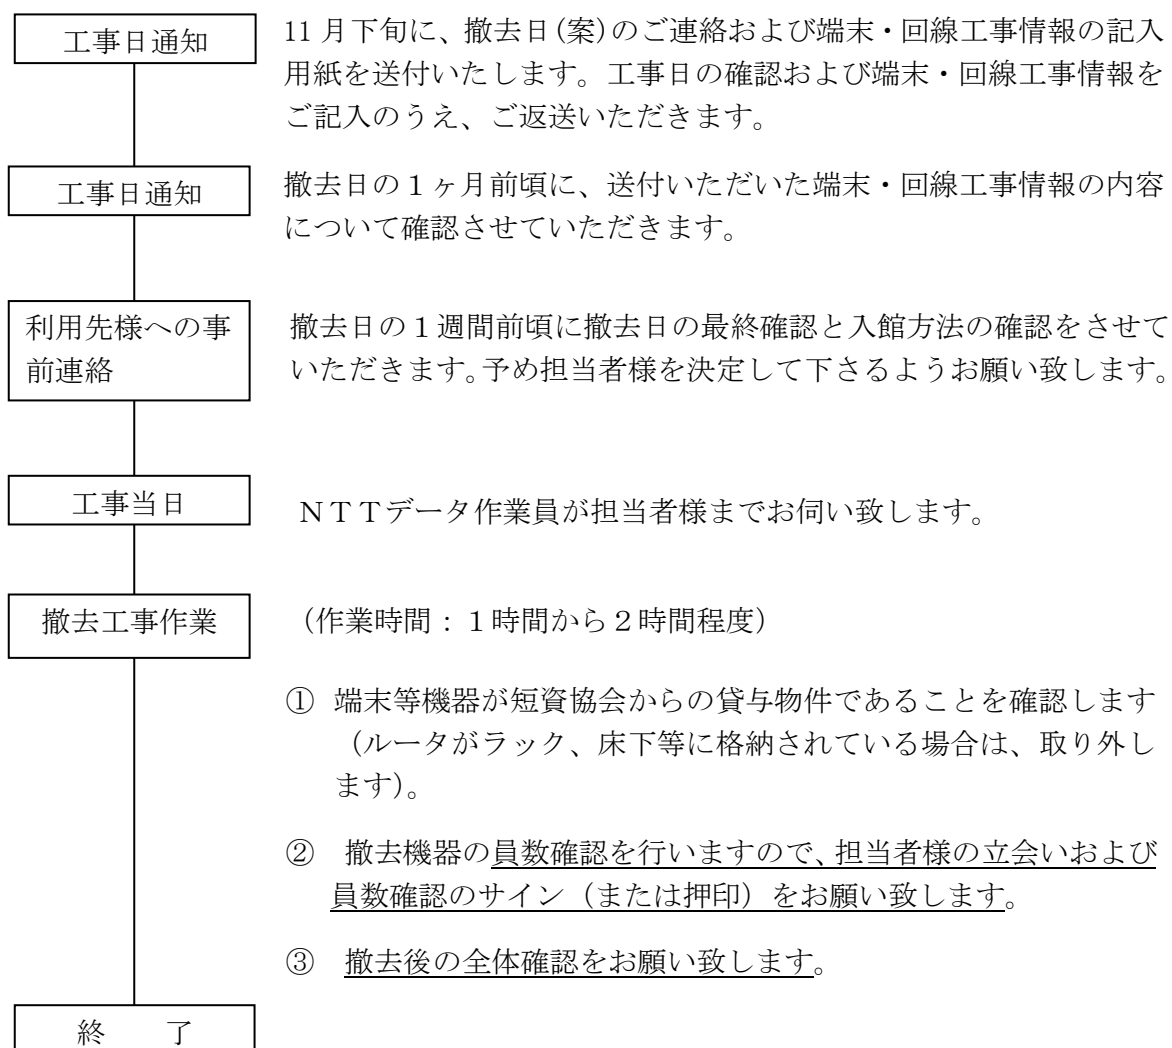 工事日通知
11月下旬に、撤去日(案)のご連絡および端末・回線工事情報の記入
用紙を送付いたします。工事日の確認および端末・回線工事情報を
ご記入のうえ、ご返送いただきます。
工事日通知
撤去日の１ヶ月前頃に、送付いただいた端末・回線工事情報の内容
について確認させていただきます。
利用先様への事
前連絡
撤去日の１週間前頃に撤去日の最終確認と入館方法の確認をさせて
いただきます。予め担当者様を決定して下さるようお願い致します。
工事当日
ＮＴＴデータ作業員が担当者様までお伺い致します。
撤去工事作業
（作業時間：１時間から２時間程度）
① 端末等機器が短資協会からの貸与物件であることを確認します
（ルータがラック、床下等に格納されている場合は、取り外し
ます）。
② 撤去機器の員数確認を行いますので、担当者様の立会いおよび
員数確認のサイン（または押印）をお願い致します。
③ 撤去後の全体確認をお願い致します。
終　　了